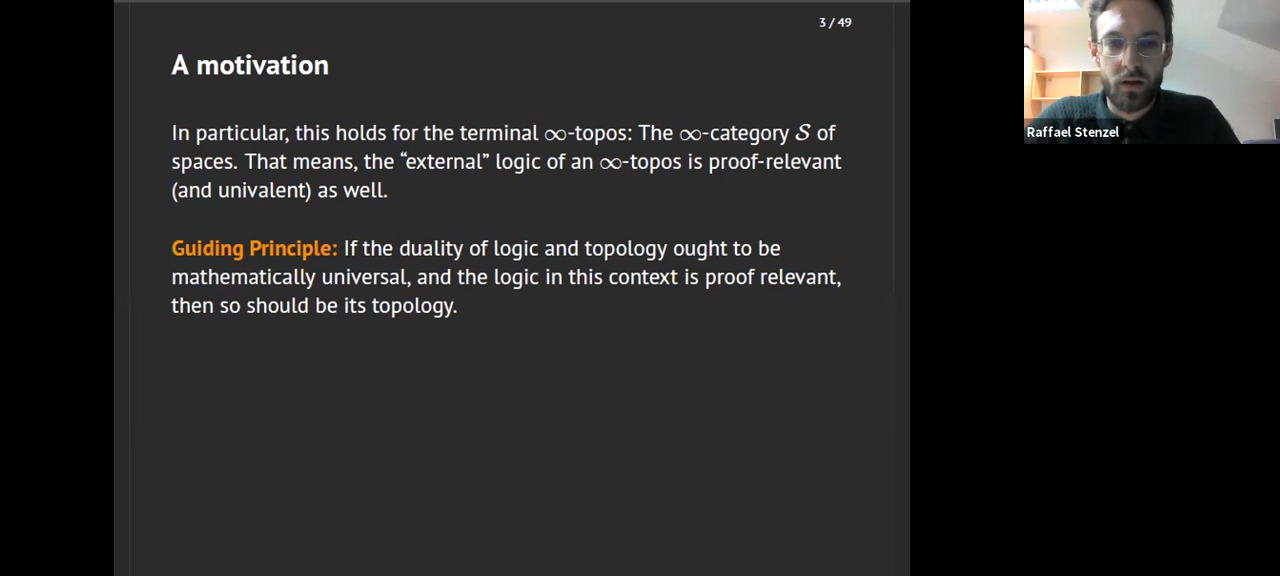 3 / 49
A motivation
In particular, this holds for the terminal ∞-topos: The ∞-category 𝒮 of
spaces. That means, the “external” logic of an ∞-topos is proof-relevant
(and univalent) as well.
Guiding Principle: If the duality of logic and topology ought to be
mathematically universal, and the logic in this context is proof relevant,
then so should be its topology.
Raffael Stenzel